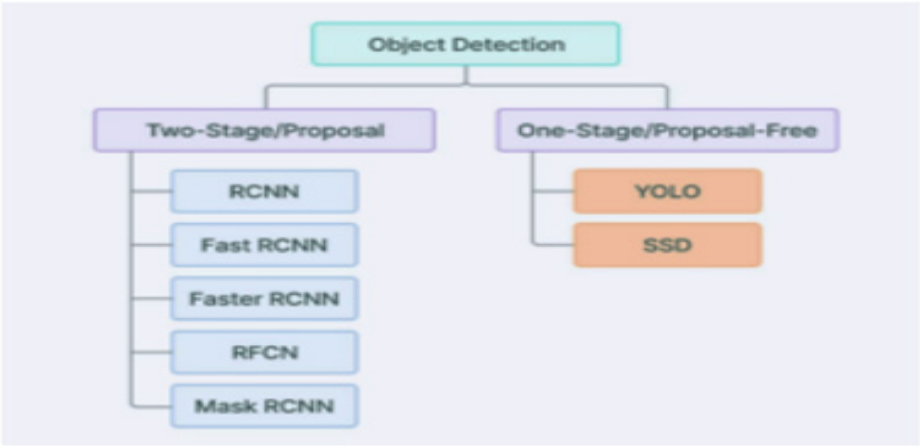 Object Detection
Two-Stage/Proposal
RCNN
Fast RCNN
Faster RCNN
RFCN
Mask RCNN
One-Stage/Proposal-Free
YOLO
SSD